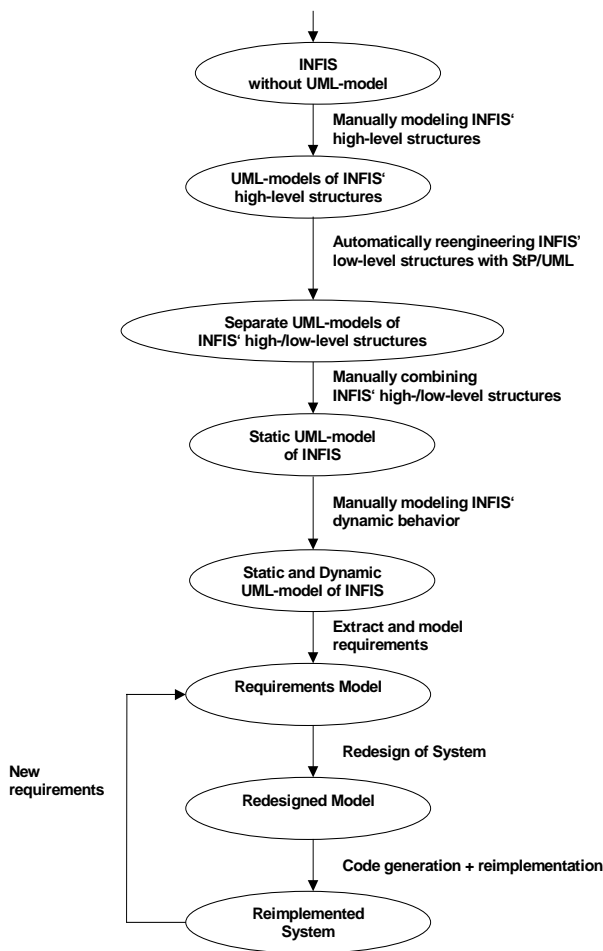 INFIS
without UML-model
Manually modeling INFIS‘
high-level structures
UML-models of INFIS‘
high-level structures
Automatically reengineering INFIS’
low-level structures with StP/UML
Separate UML-models of
INFIS‘ high-/low-level structures
Manually combining
INFIS‘ high-/low-level structures
Static UML-model
of INFIS
Manually modeling INFIS‘
dynamic behavior
Static and Dynamic
UML-model of INFIS
Extract and model
requirements
Requirements Model
Redesign of System
New
requirements
Redesigned Model
Code generation + reimplementation
Reimplemented
System